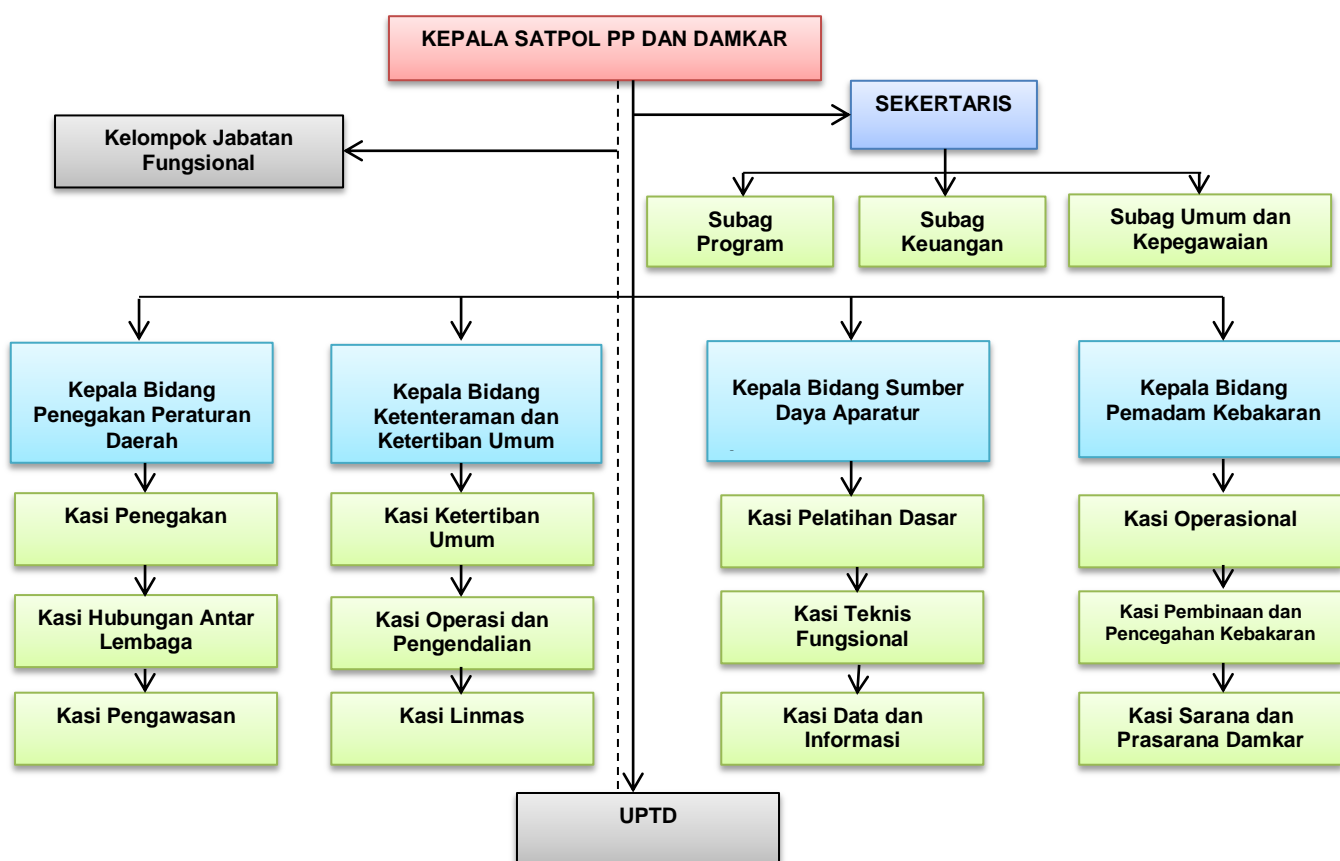 KEPALA SATPOL PP DAN DAMKAR
SEKERTARIS
Kelompok Jabatan
Fungsional
Subag
Program
Subag
Keuangan
Subag Umum dan
Kepegawaian
Kepala Bidang
Penegakan Peraturan
Daerah
Kepala Bidang
Ketenteraman dan
Ketertiban Umum
Kepala Bidang Sumber
Daya Aparatur
Kepala Bidang
Pemadam Kebakaran
Kasi Penegakan
Kasi Ketertiban
Umum
Kasi Pelatihan Dasar
Kasi Operasional
Kasi Hubungan Antar
Lembaga
Kasi Operasi dan
Pengendalian
Kasi Teknis
Fungsional
Kasi Pembinaan dan
Pencegahan Kebakaran
Kasi Pengawasan
Kasi Linmas
Kasi Data dan
Informasi
Kasi Sarana dan
Prasarana Damkar
UPTD